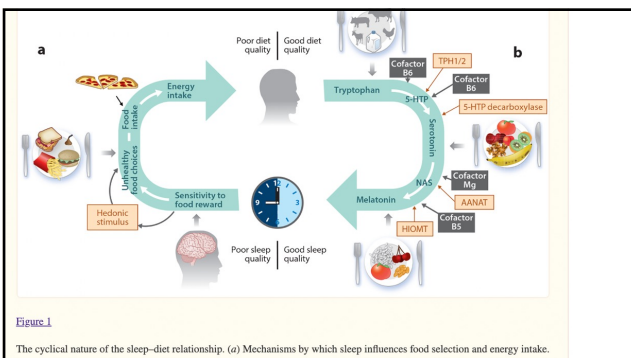 a
Poor diet
quality
Good diet
quality
b
Energy
intake
Food
intake
Unhealthy
food choices
Hedonic
stimulus
Sensitivity to
food reward
Poor sleep
quality
Good sleep
quality
12
3
9
Tryptophan
Cofactor
B6
TPH1/2
5-HTP
Cofactor
B6
5-HTP decarboxylase
Serotonin
Cofactor
Mg
NAS
AANAT
Cofactor
B5
HIOMT
Melatonin
Figure 1
The cyclical nature of the sleep–diet relationship. (a) Mechanisms by which sleep influences food selection and energy intake.